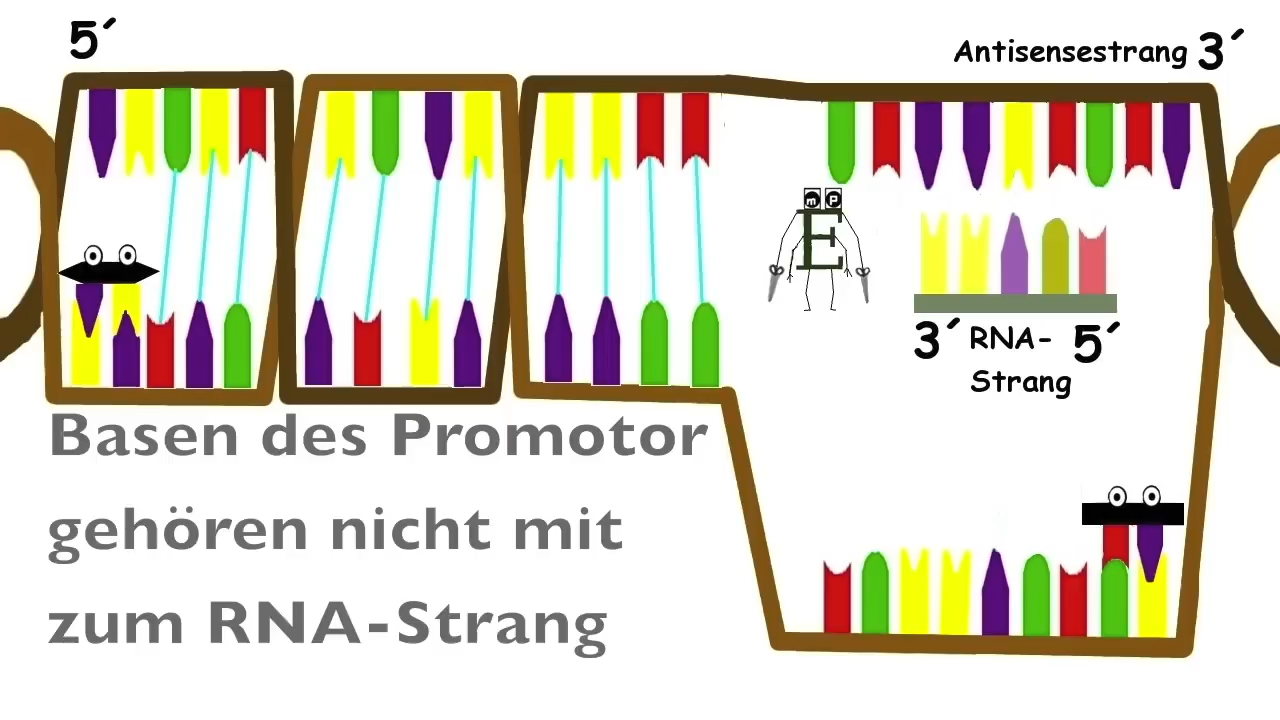 5´
Antisensestrang 3´
m P
E
3´ RNA- 5´
Strang
Basen des Promotor
gehören nicht mit
zum RNA-Strang